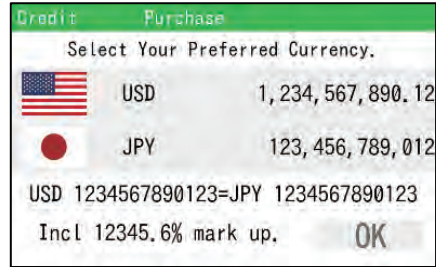 Credit Purchase
Select Your Preferred Currency.
USD 1,234,567,890.12
JPY 123,456,789,012
USD 1234567890123=JPY 1234567890123
Incl 12345.6% mark up. OK